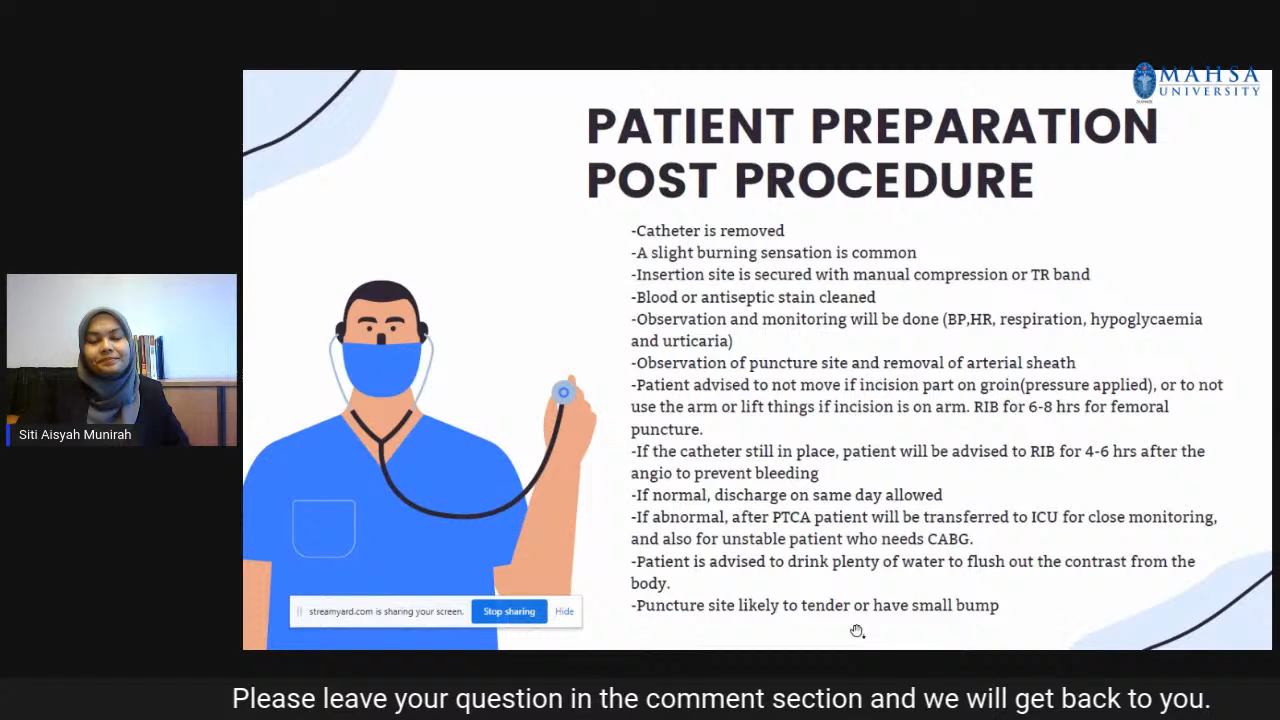 MAHSA
UNIVERSITY
PATIENT PREPARATION
POST PROCEDURE
-Catheter is removed
-A slight burning sensation is common
-Insertion site is secured with manual compression or TR band
-Blood or antiseptic stain cleaned
-Observation and monitoring will be done (BP,HR, respiration, hypoglycaemia
and urticaria)
-Observation of puncture site and removal of arterial sheath
-Patient advised to not move if incision part on groin(pressure applied), or to not
use the arm or lift things if incision is on arm. RIB for 6-8 hrs for femoral
puncture.
-If the catheter still in place, patient will be advised to RIB for 4-6 hrs after the
angio to prevent bleeding
-If normal, discharge on same day allowed
-If abnormal, after PTCA patient will be transferred to ICU for close monitoring,
and also for unstable patient who needs CABG.
-Patient is advised to drink plenty of water to flush out the contrast from the
body.
-Puncture site likely to tender or have small bump
Siti Aisyah Munirah
streamyard.com is sharing your screen. Stop sharing Hide
Please leave your question in the comment section and we will get back to you.